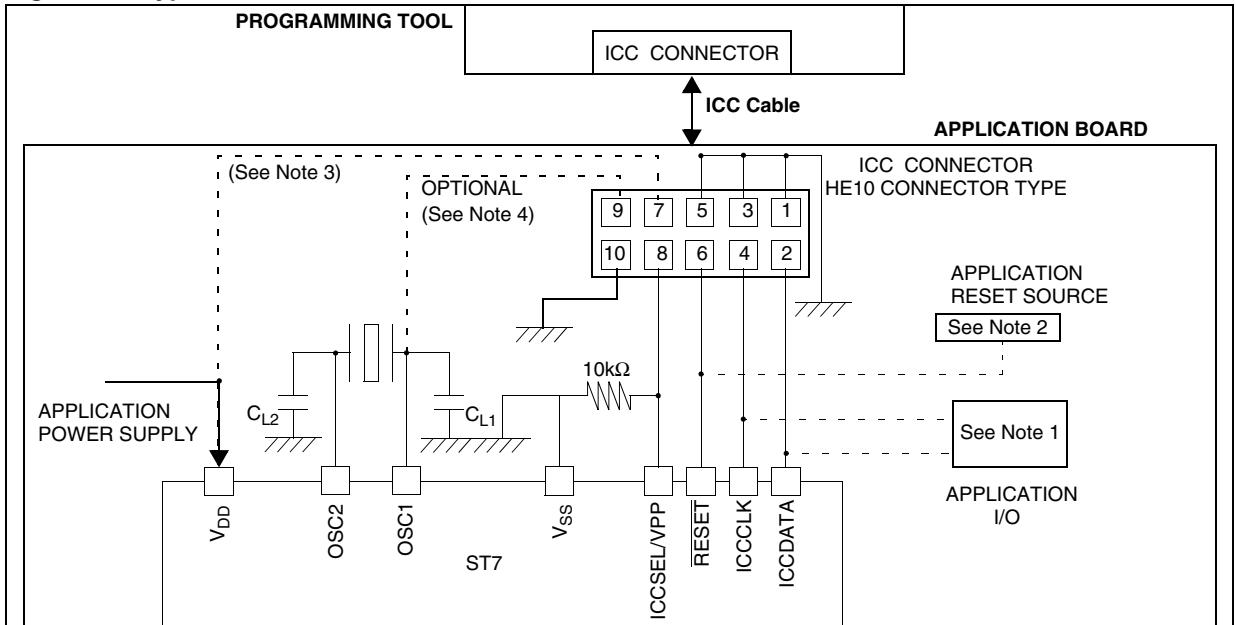 PROGRAMMING TOOL
ICC CONNECTOR
ICC Cable
APPLICATION BOARD
ICC CONNECTOR
HE10 CONNECTOR TYPE
(See Note 3)
OPTIONAL
(See Note 4)
9 7 5 3 1
10 8 6 4 2
APPLICATION
RESET SOURCE
See Note 2
10kΩ
APPLICATION
POWER SUPPLY
CL2
CL1
See Note 1
APPLICATION
I/O
VDD
OSC2
OSC1
VSS
ICCSEL/VPP
RESET
ICCCLK
ICCDATA
ST7